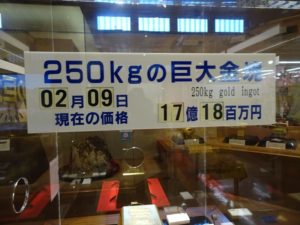 250kgの巨大金塊
250kg gold ingot
02月09日
現在の価格
17億18百万円